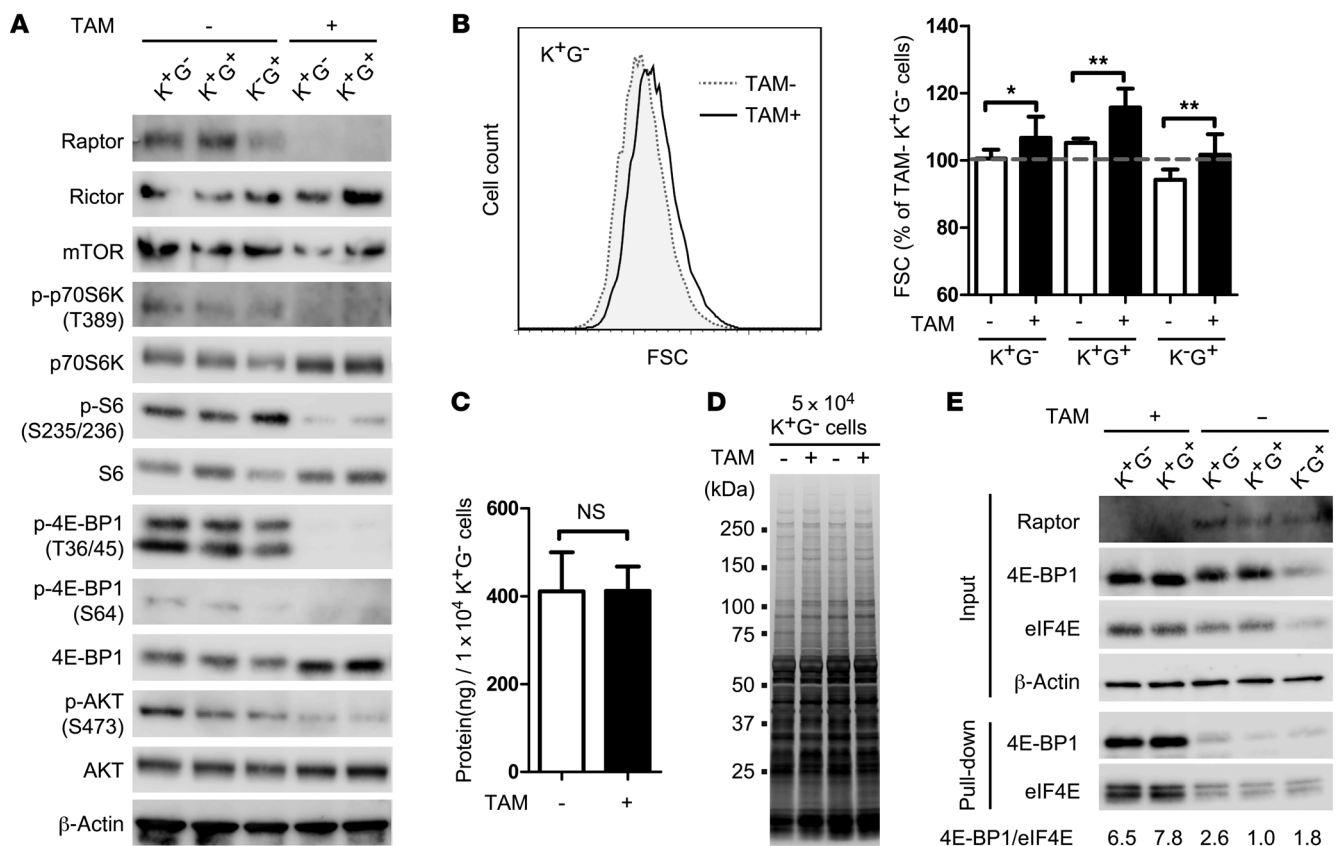 A
TAM - +
K+G- K+G+ K-G+ K+G- K+G+
Raptor
Rictor
mTOR
p-p70S6K
(T389)
p70S6K
p-S6
(S235/236)
S6
p-4E-BP1
(T36/45)
p-4E-BP1
(S64)
4E-BP1
p-AKT
(S473)
AKT
β-Actin
B
K+G-
TAM-
TAM+
Cell count
FSC
FSC (% of TAM- K+G- cells)
140
120
100
80
60
* ** **
TAM - + - + - +
K+G- K+G+ K-G+
C
Protein(ng) / 1 x 10^4 K+G- cells
600
400
200
0
NS
TAM - +
D
5 x 10^4
K+G- cells
TAM - + - +
(kDa)
250
150
100
75
50
37
25
E
TAM + –
K+G- K+G+ K+G- K+G+ K-G+
Input
Raptor
4E-BP1
eIF4E
β-Actin
Pull-down
4E-BP1
eIF4E
4E-BP1/eIF4E 6.5 7.8 2.6 1.0 1.8